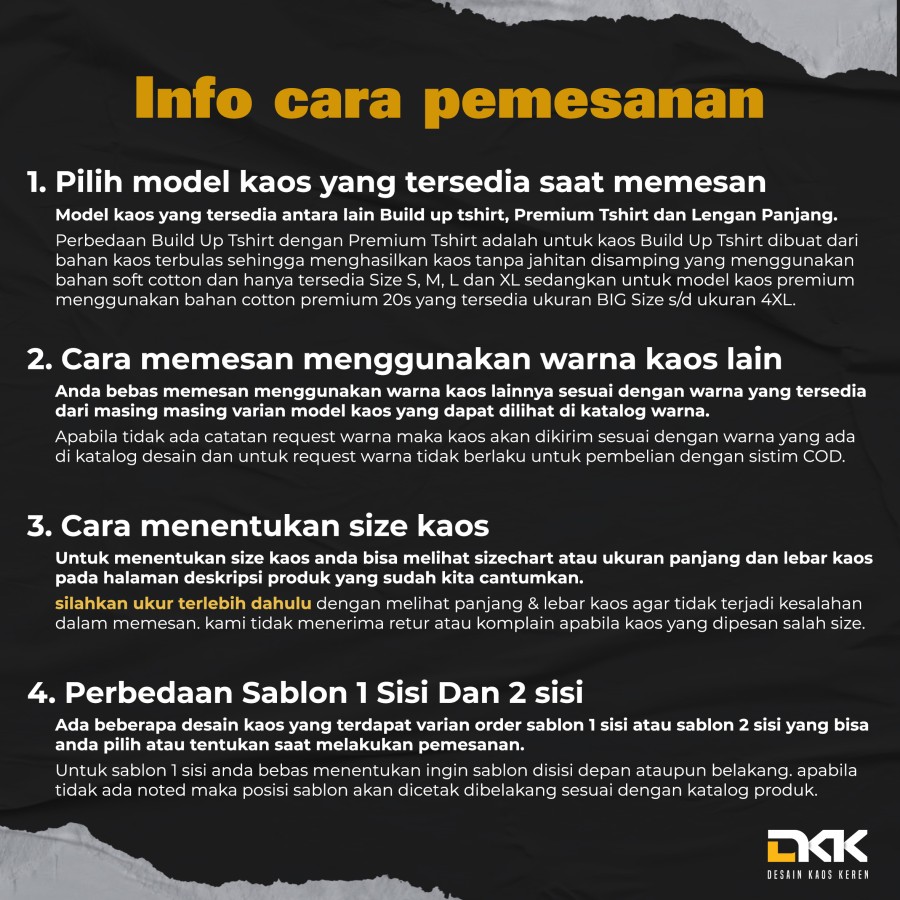 Info cara pemesanan
1. Pilih model kaos yang tersedia saat memesan
Model kaos yang tersedia antara lain Build up tshirt, Premium Tshirt dan Lengan Panjang.
Perbedaan Build Up Tshirt dengan Premium Tshirt adalah untuk kaos Build Up Tshirt dibuat dari
bahan kaos terbulas sehingga menghasilkan kaos tanpa jahitan disamping yang menggunakan
bahan soft cotton dan hanya tersedia Size S, M, L dan XL sedangkan untuk model kaos premium
menggunakan bahan cotton premium 20s yang tersedia ukuran BIG Size s/d ukuran 4XL.
2. Cara memesan menggunakan warna kaos lain
Anda bebas memesan menggunakan warna kaos lainnya sesuai dengan warna yang tersedia
dari masing masing varian model kaos yang dapat dilihat di katalog warna.
Apabila tidak ada catatan request warna maka kaos akan dikirim sesuai dengan warna yang ada
di katalog desain dan untuk request warna tidak berlaku untuk pembelian dengan sistim COD.
3. Cara menentukan size kaos
Untuk menentukan size kaos anda bisa melihat sizechart atau ukuran panjang dan lebar kaos
pada halaman deskripsi produk yang sudah kita cantumkan.
silahkan ukur terlebih dahulu dengan melihat panjang & lebar kaos agar tidak terjadi kesalahan
dalam memesan. kami tidak menerima retur atau komplain apabila kaos yang dipesan salah size.
4. Perbedaan Sablon 1 Sisi Dan 2 sisi
Ada beberapa desain kaos yang terdapat varian order sablon 1 sisi atau sablon 2 sisi yang bisa
anda pilih atau tentukan saat melakukan pemesanan.
Untuk sablon 1 sisi anda bebas menentukan ingin sablon disisi depan ataupun belakang. apabila
tidak ada noted maka posisi sablon akan dicetak dibelakang sesuai dengan katalog produk.
DKK
DESAIN KAOS KEREN